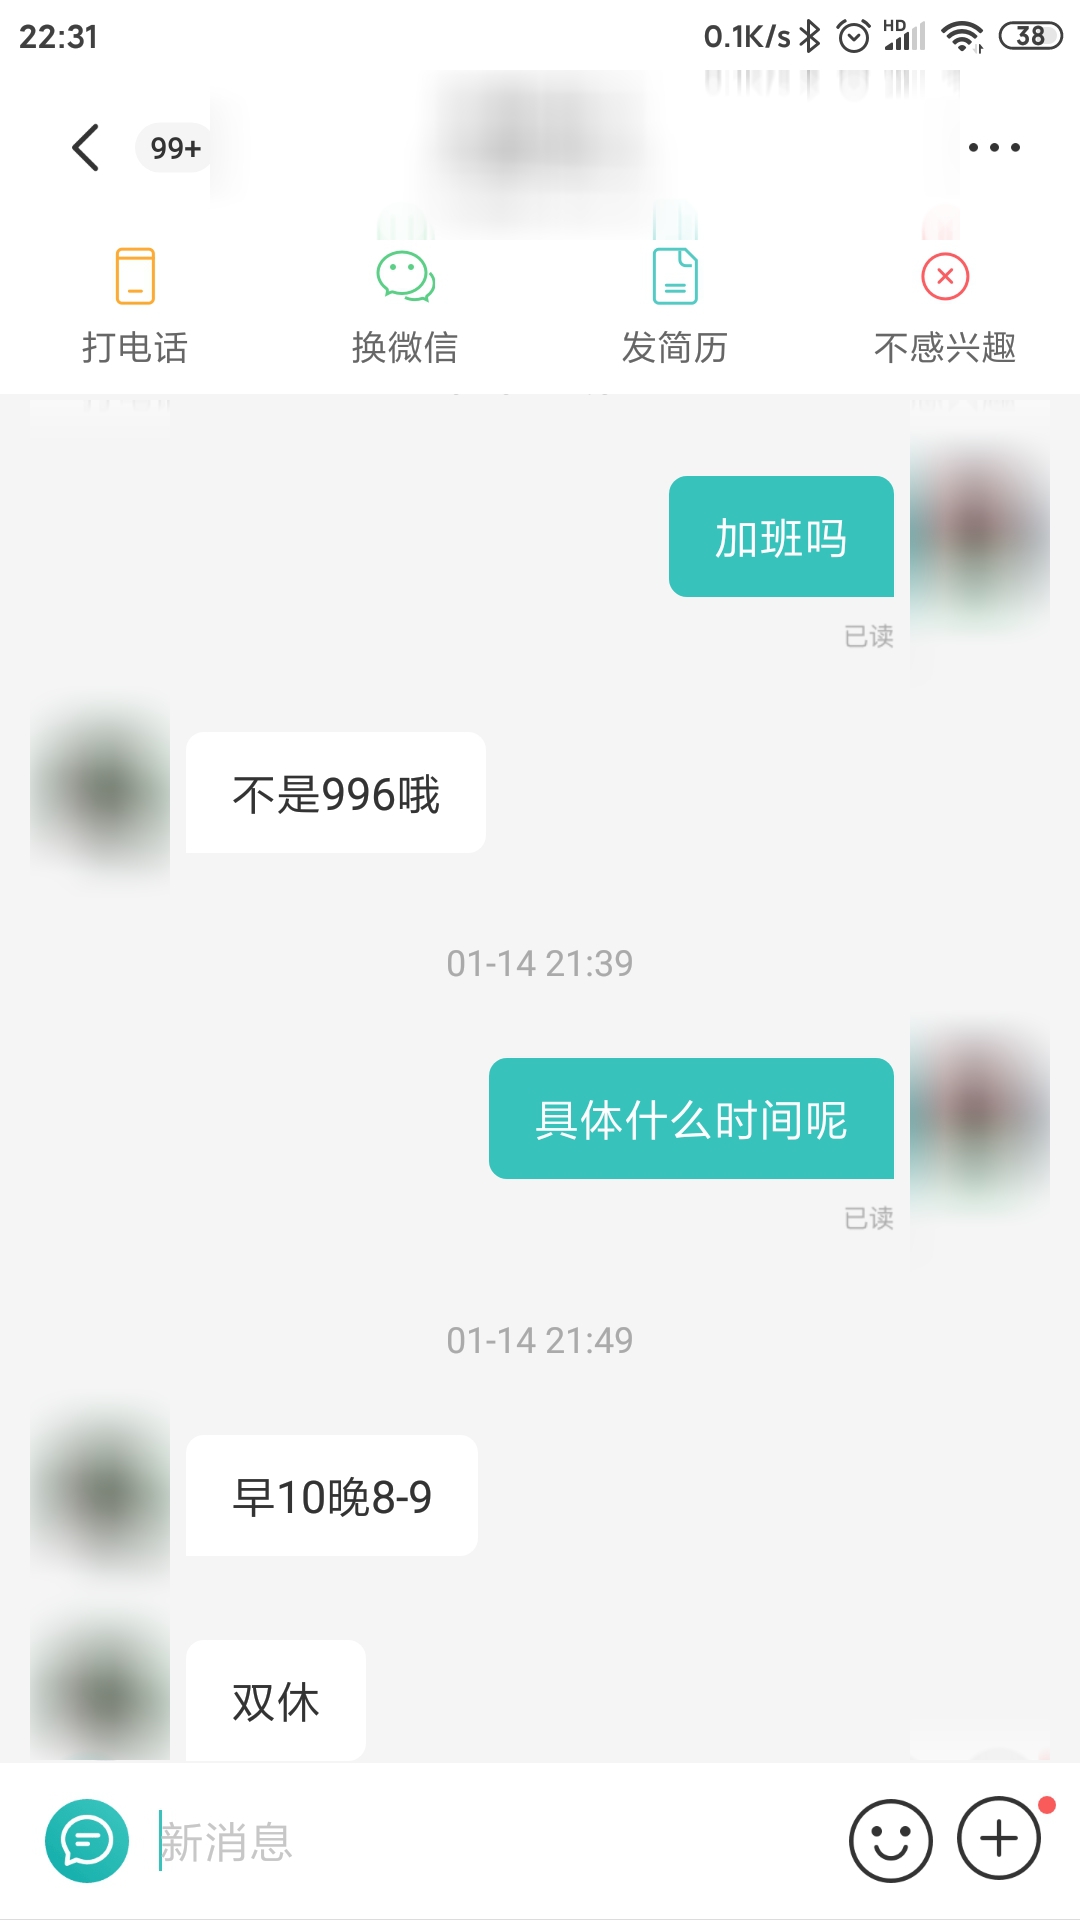 22:31 0.1K/s HD 38
99+
打电话 换微信 发简历 不感兴趣
加班吗
已读
不是996哦
01-14 21:39
具体什么时间呢
已读
01-14 21:49
早10晚8-9
双休
新消息